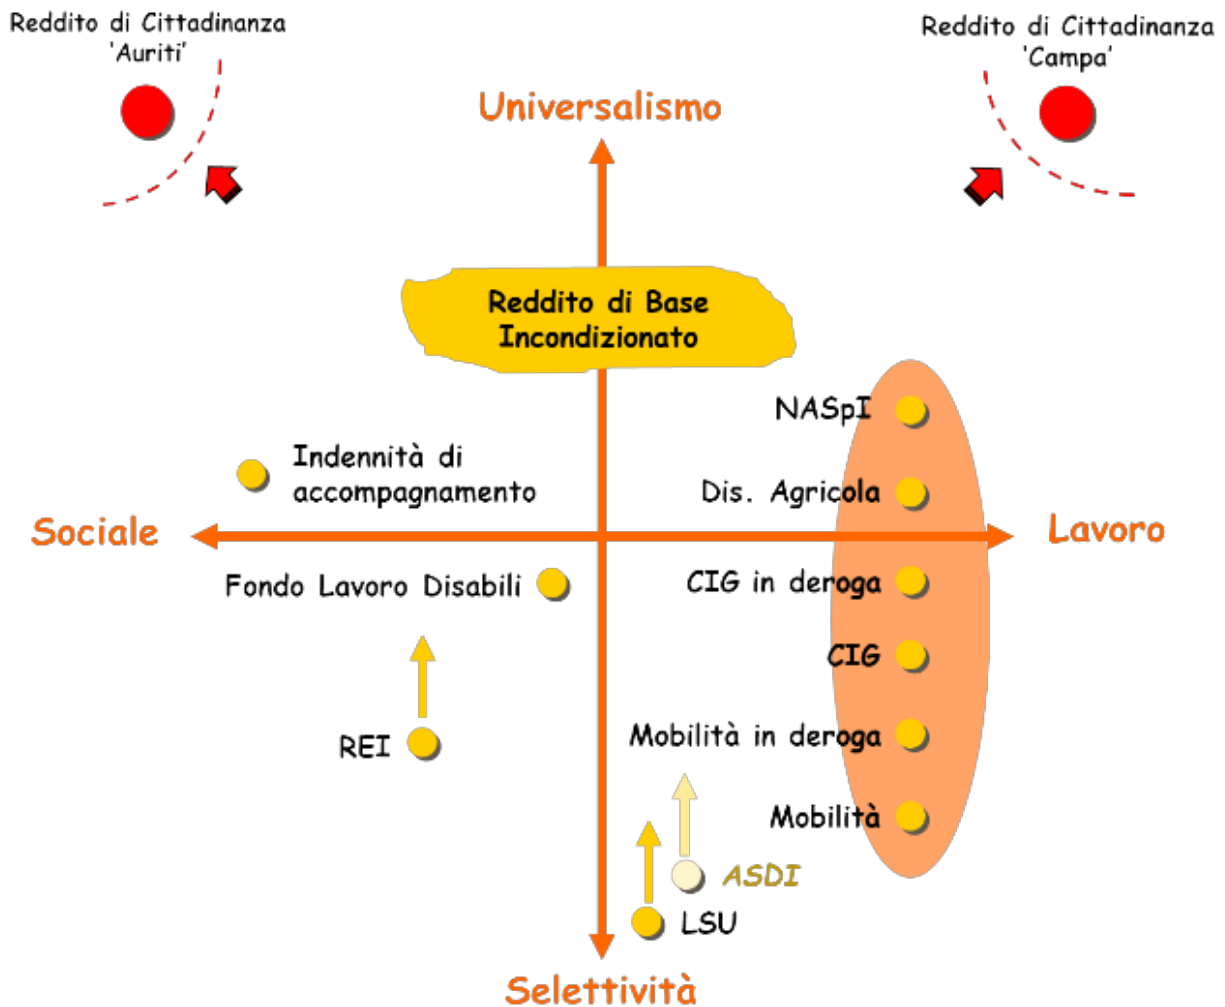 Reddito di Cittadinanza
'Auriti'
Reddito di Cittadinanza
'Campa'
Universalismo
Reddito di Base
Incondizionato
NASpI
Indennità di
accompagnamento
Dis. Agricola
Sociale
Lavoro
Fondo Lavoro Disabili
CIG in deroga
CIG
REI
Mobilità in deroga
Mobilità
ASDI
LSU
Selettività